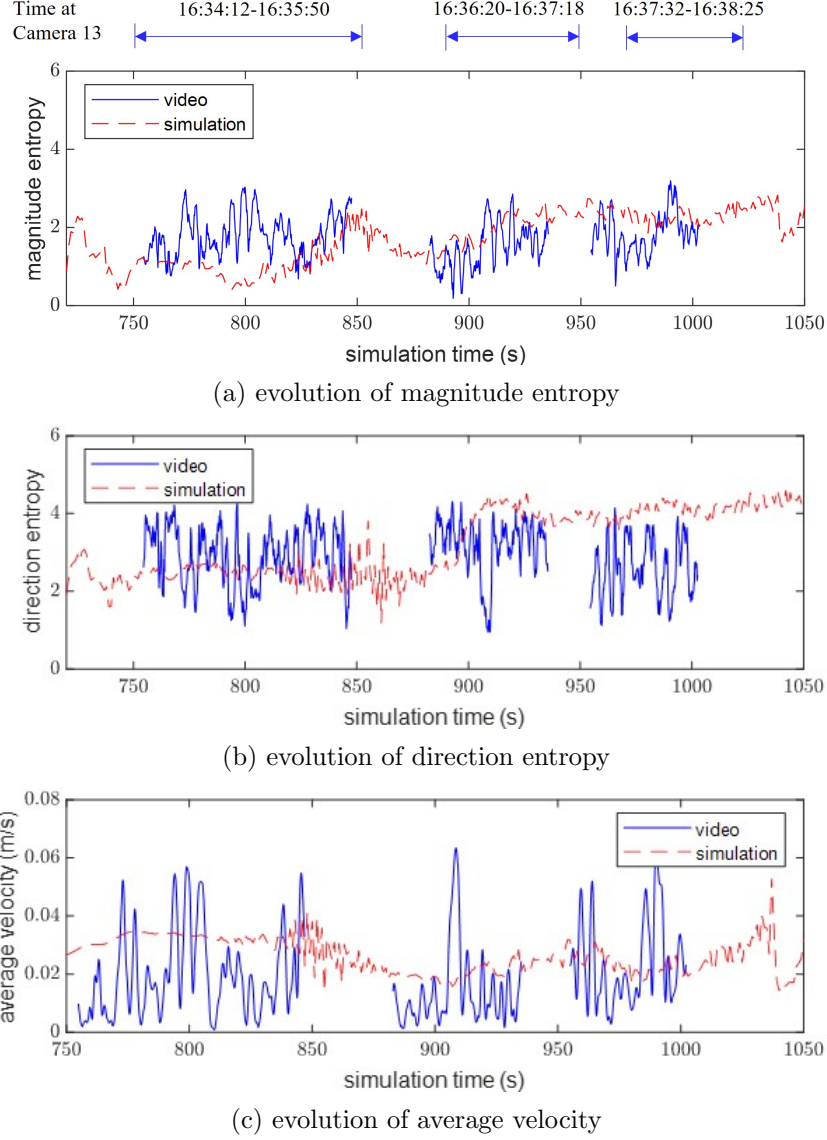 Time at
Camera 13
16:34:12-16:35:50
16:36:20-16:37:18
16:37:32-16:38:25
6
4
2
0
magnitude entropy
video
simulation
750
800
850
900
950
1000
1050
simulation time (s)
(a) evolution of magnitude entropy
6
4
2
0
direction entropy
video
simulation
750
800
850
900
950
1000
1050
simulation time (s)
(b) evolution of direction entropy
0.08
0.06
0.04
0.02
0
average velocity (m/s)
video
simulation
750
800
850
900
950
1000
1050
simulation time (s)
(c) evolution of average velocity